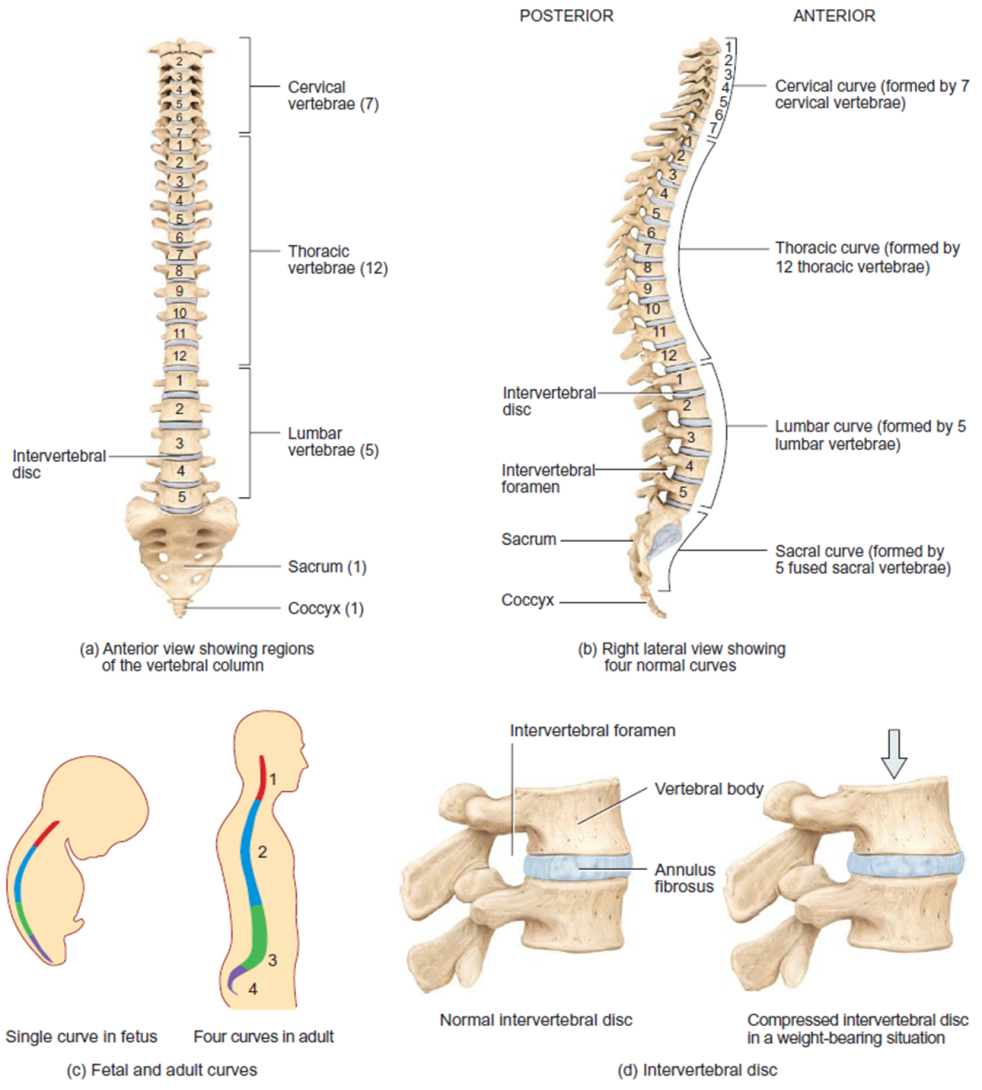 POSTERIOR
ANTERIOR
1
2
3
4
5
6
7
1
2
3
4
5
6
7
8
9
10
11
12
1
2
3
4
5
Cervical
vertebrae (7)
Thoracic
vertebrae (12)
Lumbar
vertebrae (5)
Intervertebral
disc
Sacrum (1)
Coccyx (1)
(a) Anterior view showing regions
of the vertebral column
1
2
3
4
5
6
7
1
2
3
4
5
6
7
8
9
10
11
12
1
2
3
4
5
Cervical curve (formed by 7
cervical vertebrae)
Thoracic curve (formed by
12 thoracic vertebrae)
Intervertebral
disc
Lumbar curve (formed by 5
lumbar vertebrae)
Intervertebral
foramen
Sacrum
Sacral curve (formed by
5 fused sacral vertebrae)
Coccyx
(b) Right lateral view showing
four normal curves
1
2
3
4
Single curve in fetus
Four curves in adult
(c) Fetal and adult curves
Intervertebral foramen
Vertebral body
Annulus
fibrosus
Normal intervertebral disc
Compressed intervertebral disc
in a weight-bearing situation
(d) Intervertebral disc